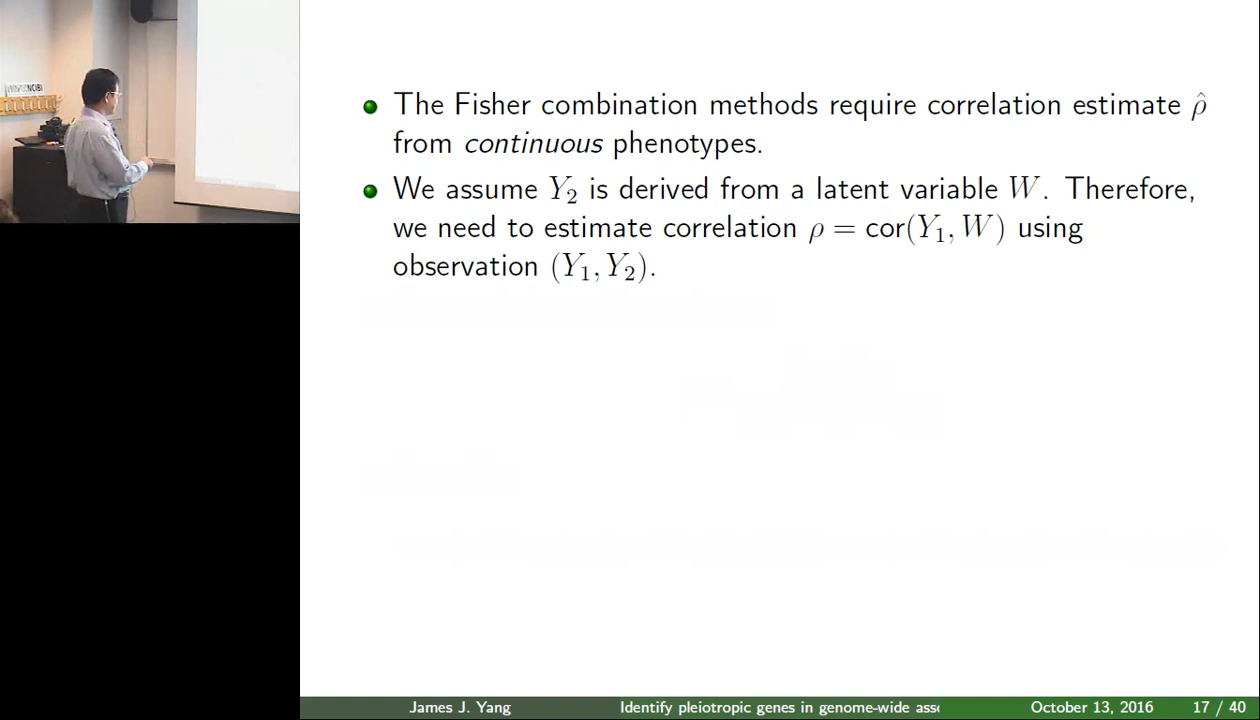 The Fisher combination methods require correlation estimate ρ̂
from continuous phenotypes.
We assume Y₂ is derived from a latent variable W. Therefore,
we need to estimate correlation ρ = cor(Y₁, W) using
observation (Y₁, Y₂).
James J. Yang Identify pleiotropic genes in genome-wide asso October 13, 2016 17 / 40